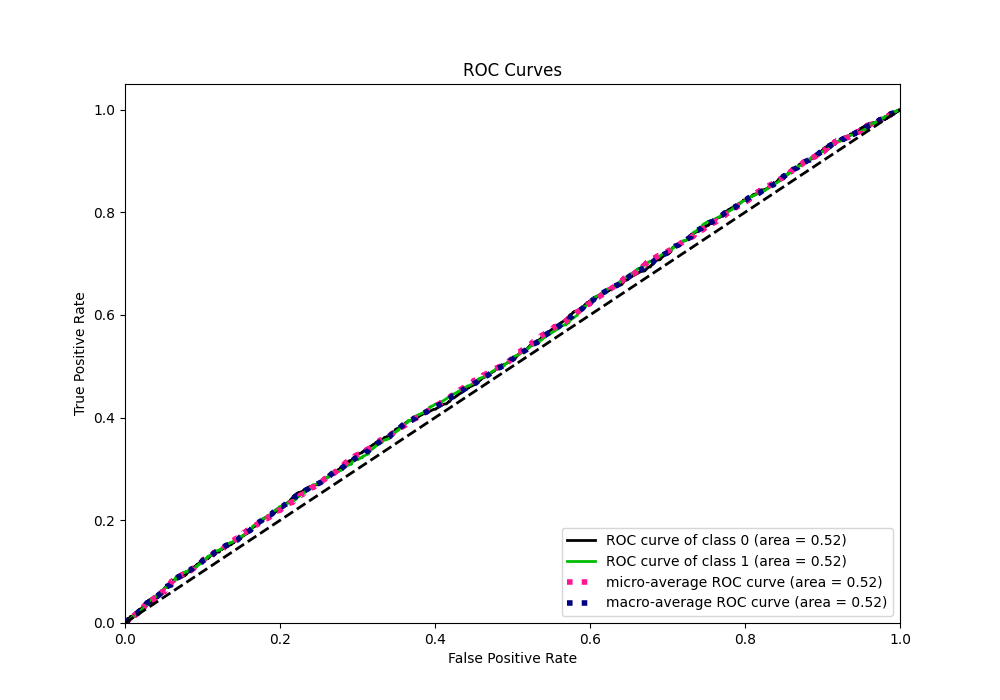 ROC Curves
True Positive Rate
1.0
0.8
0.6
0.4
0.2
0.0
ROC curve of class 0 (area = 0.52)
ROC curve of class 1 (area = 0.52)
micro-average ROC curve (area = 0.52)
macro-average ROC curve (area = 0.52)
0.0 0.2 0.4 0.6 0.8 1.0
False Positive Rate